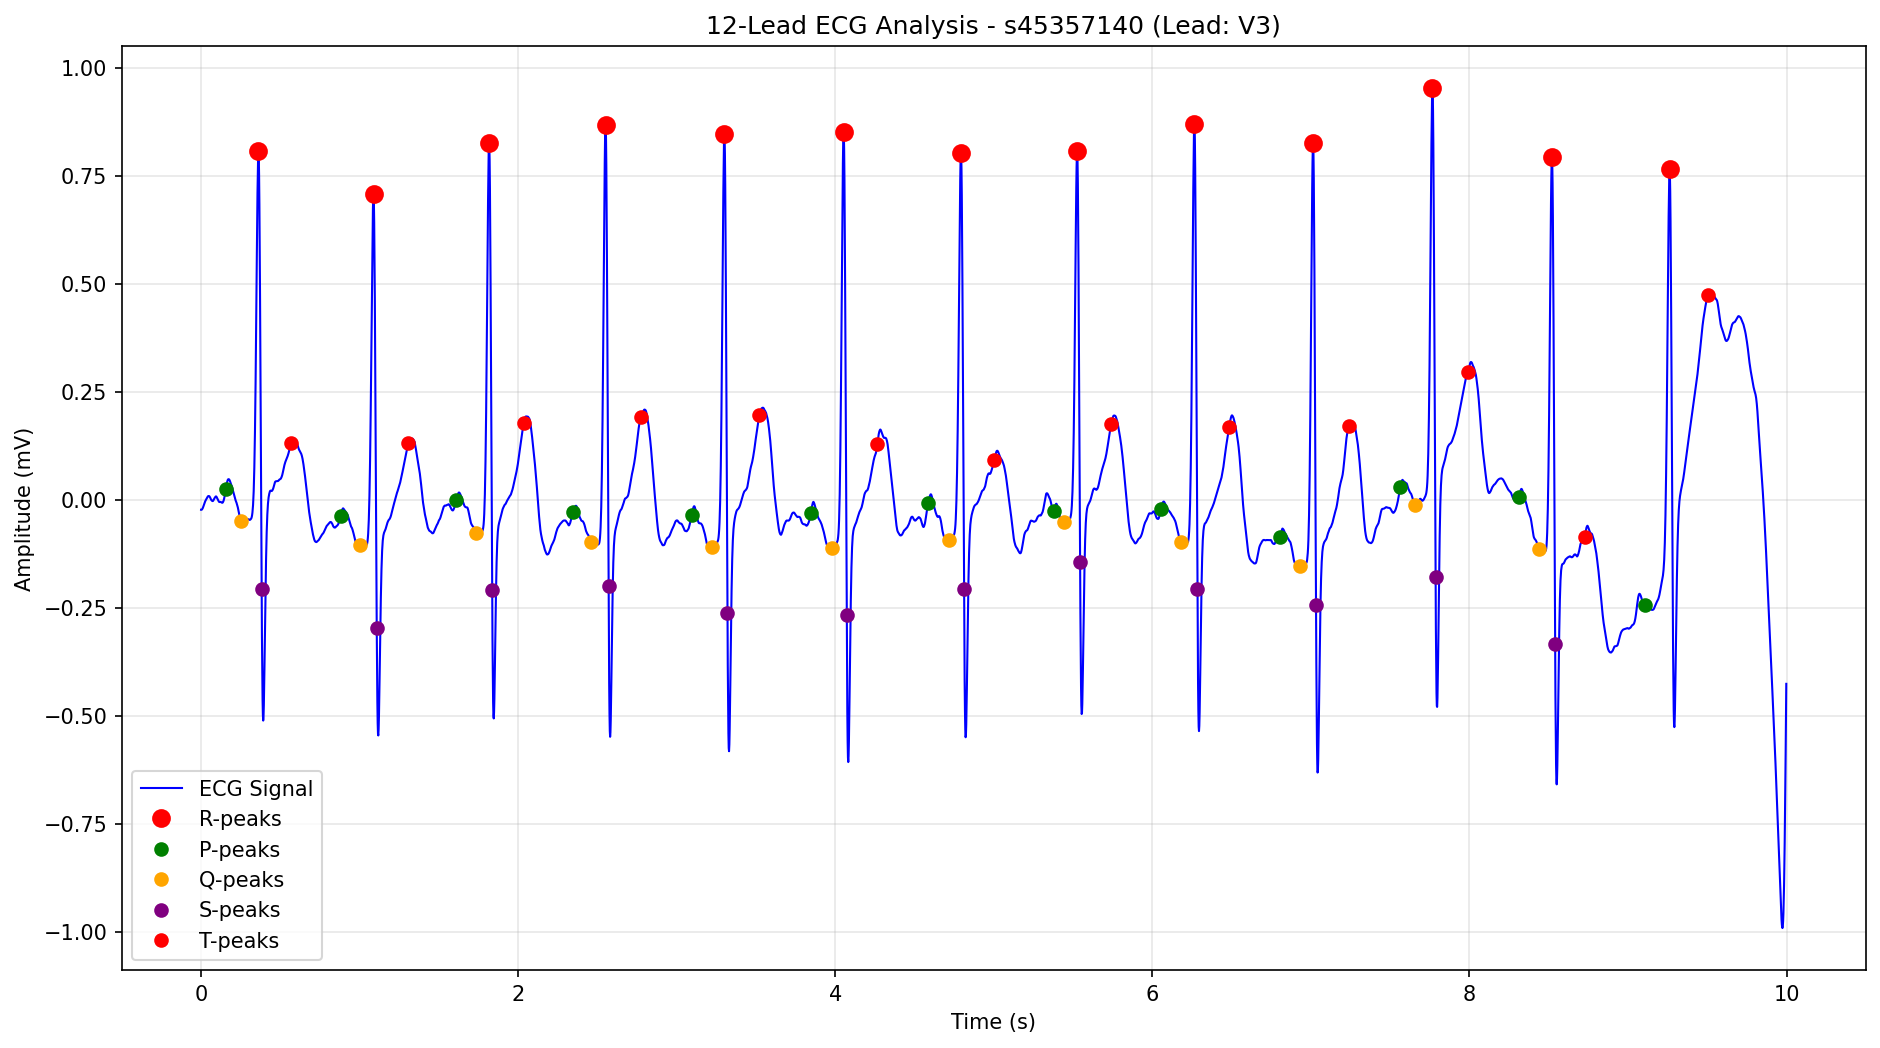 12-Lead ECG Analysis - s45357140 (Lead: V3)
1.00
0.75
0.50
0.25
0.00
−0.25
−0.50
−0.75
−1.00
Amplitude (mV)
ECG Signal
R-peaks
P-peaks
Q-peaks
S-peaks
T-peaks
0 2 4 6 8 10
Time (s)